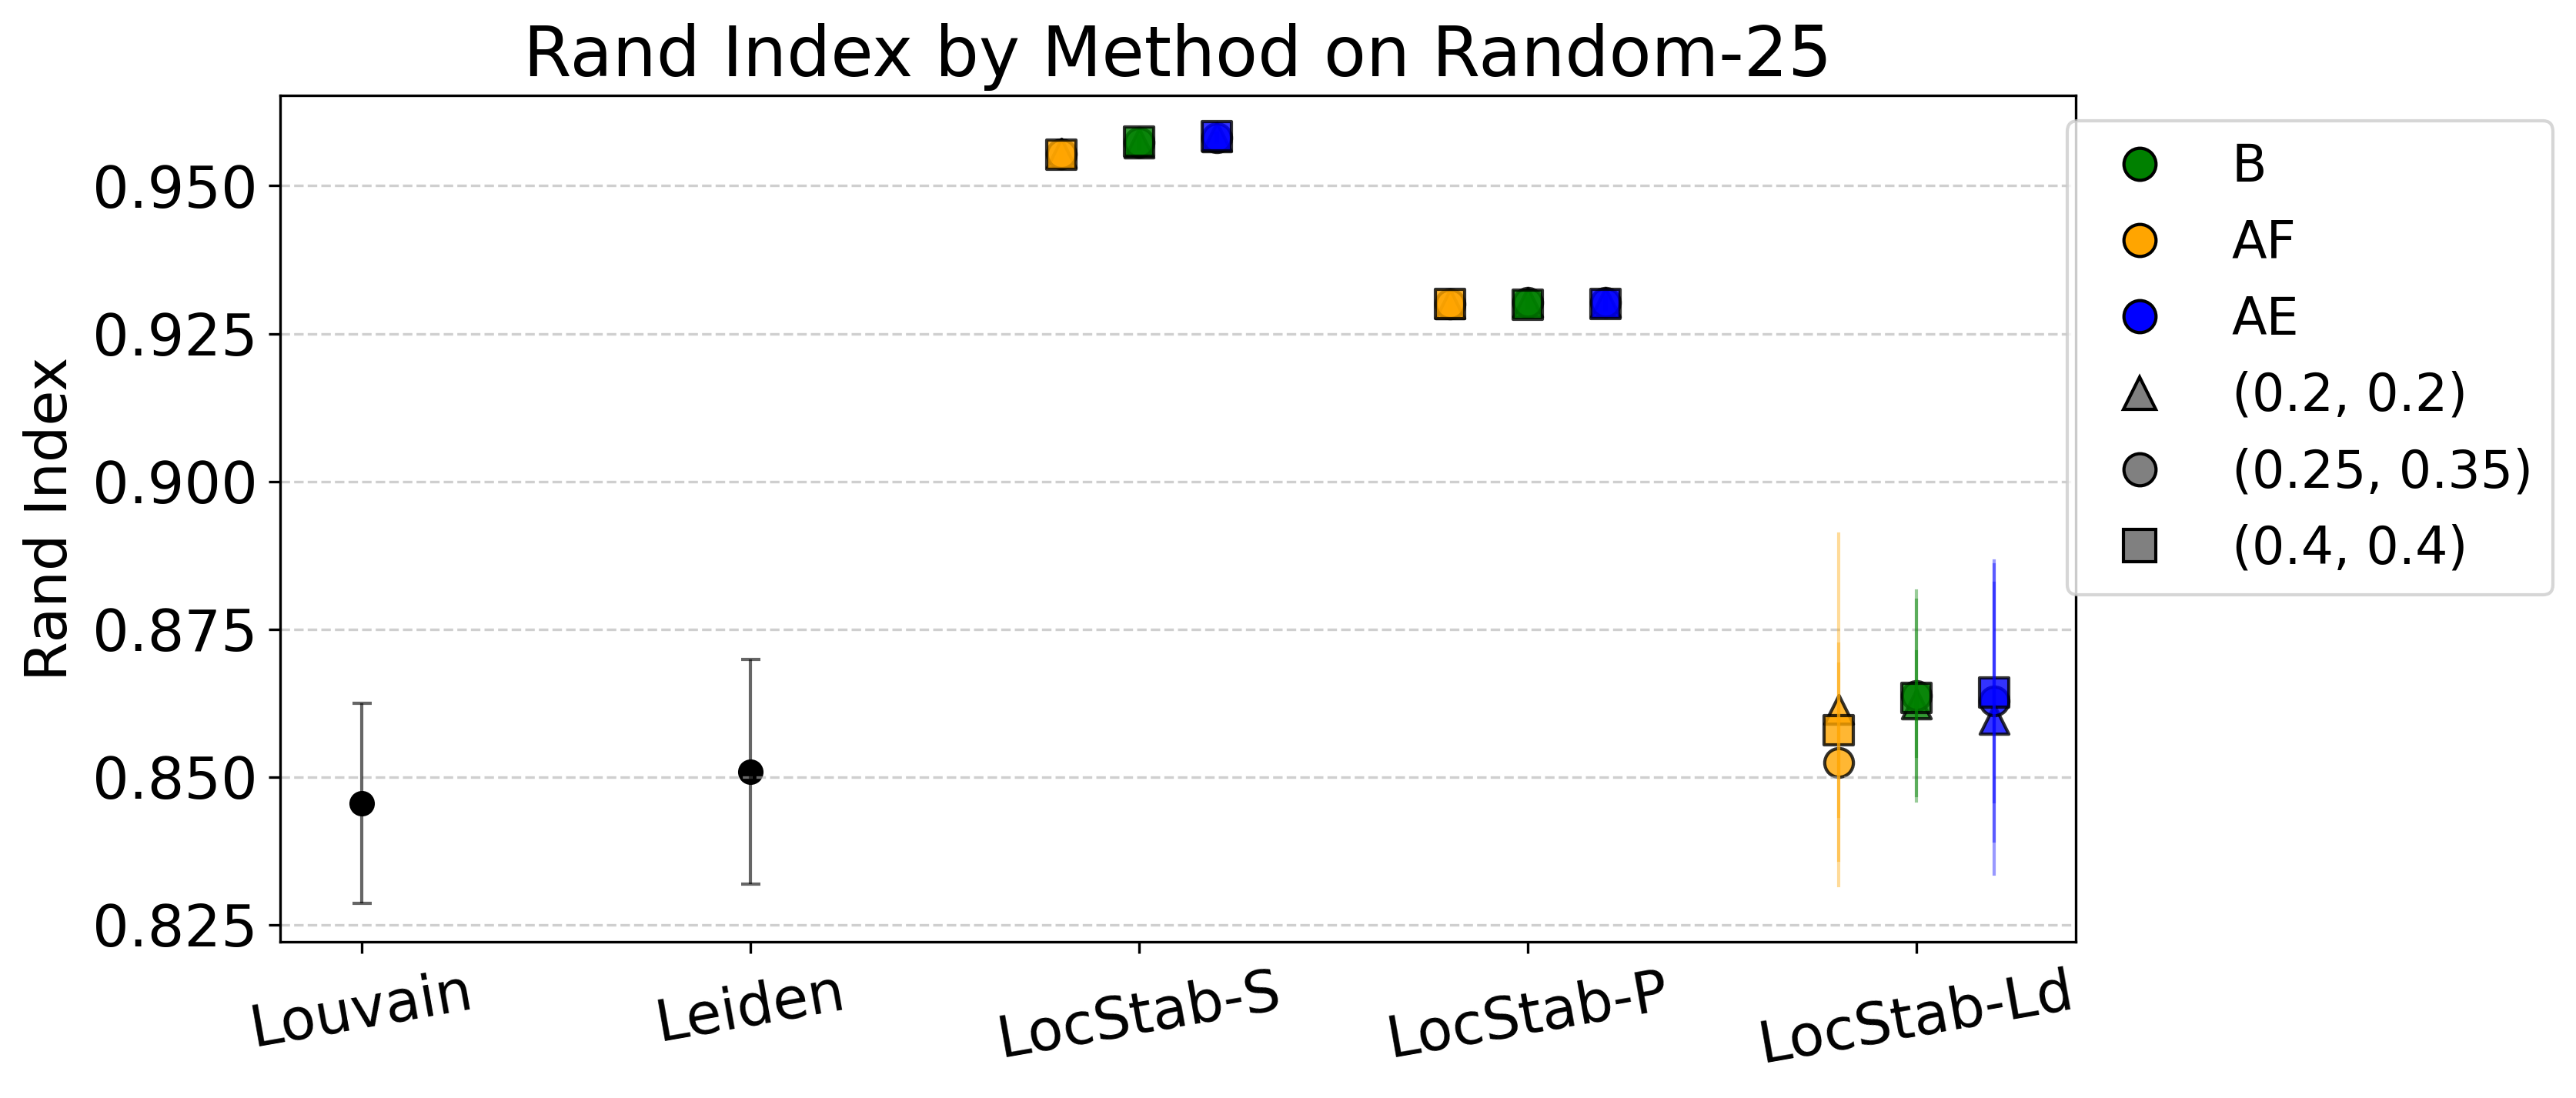 Rand Index by Method on Random-25
Rand Index
0.950
0.925
0.900
0.875
0.850
0.825
Louvain
Leiden
LocStab-S
LocStab-P
LocStab-Ld
B
AF
AE
(0.2, 0.2)
(0.25, 0.35)
(0.4, 0.4)